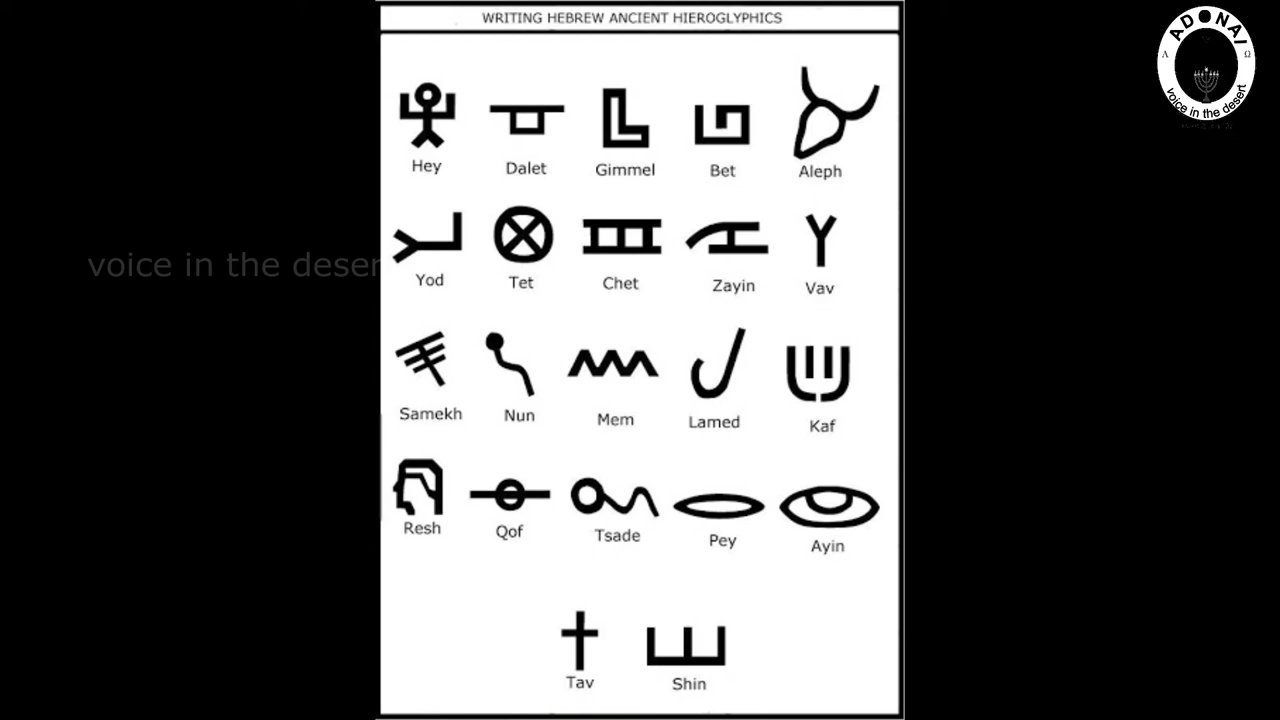 WRITING HEBREW ANCIENT HIEROGLYPHICS
Hey Dalet Gimmel Bet Aleph
Yod Tet Chet Zayin Vav
Samekh Nun Mem Lamed Kaf
Resh Qof Tsade Pey Ayin
Tav Shin
voice in the deser
ADONAI
Α Ω
voice in the desert